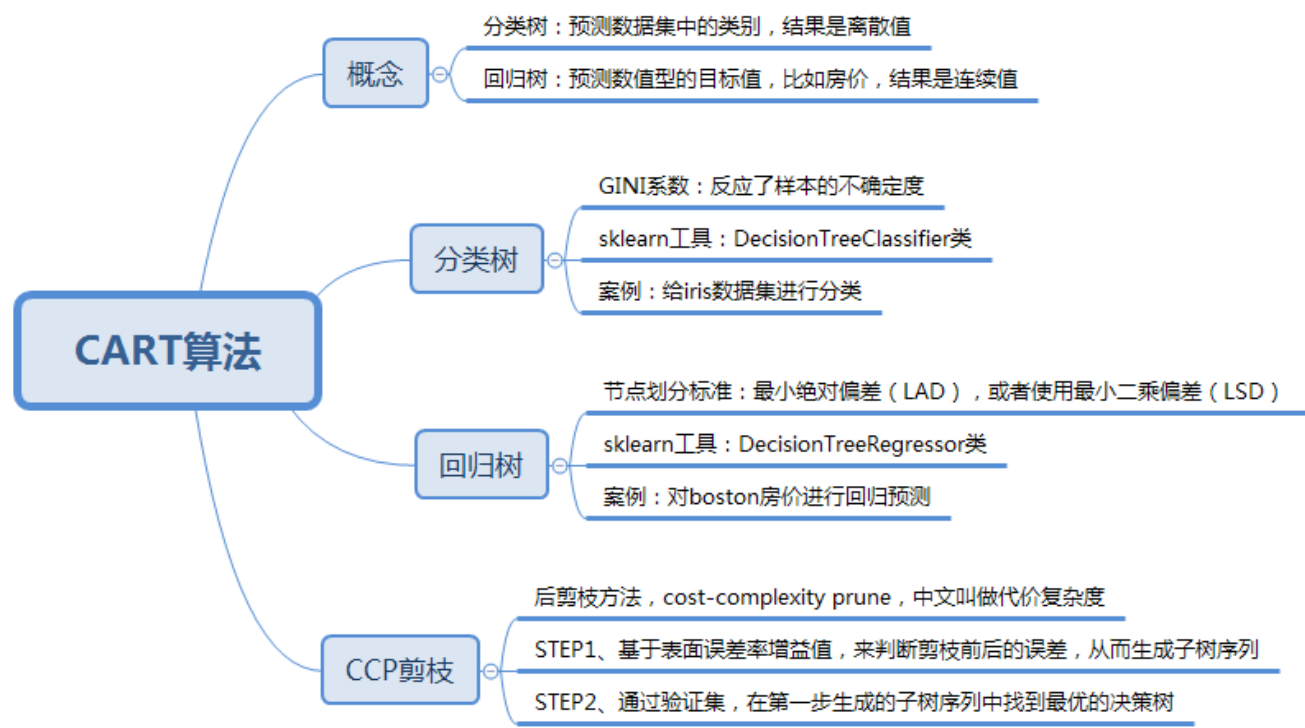 CART算法
概念
分类树：预测数据集中的类别，结果是离散值
回归树：预测数值型的目标值，比如房价，结果是连续值
分类树
GINI系数：反应了样本的不确定度
sklearn工具：DecisionTreeClassifier类
案例：给iris数据集进行分类
回归树
节点划分标准：最小绝对偏差（LAD），或者使用最小二乘偏差（LSD）
sklearn工具：DecisionTreeRegressor类
案例：对boston房价进行回归预测
CCP剪枝
后剪枝方法，cost-complexity prune，中文叫做代价复杂度
STEP1、基于表面误差率增益值，来判断剪枝前后的误差，从而生成子树序列
STEP2、通过验证集，在第一步生成的子树序列中找到最优的决策树